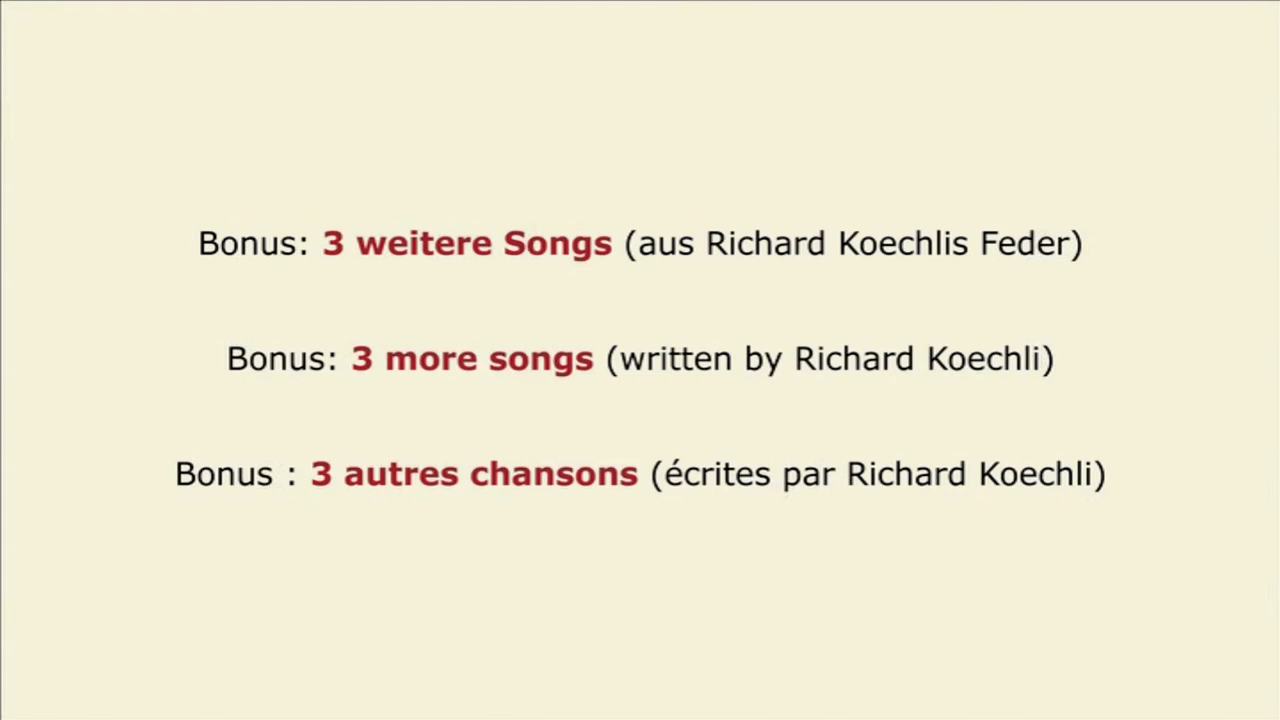 Bonus: 3 weitere Songs (aus Richard Koechlis Feder)
Bonus: 3 more songs (written by Richard Koechli)
Bonus : 3 autres chansons (écrites par Richard Koechli)